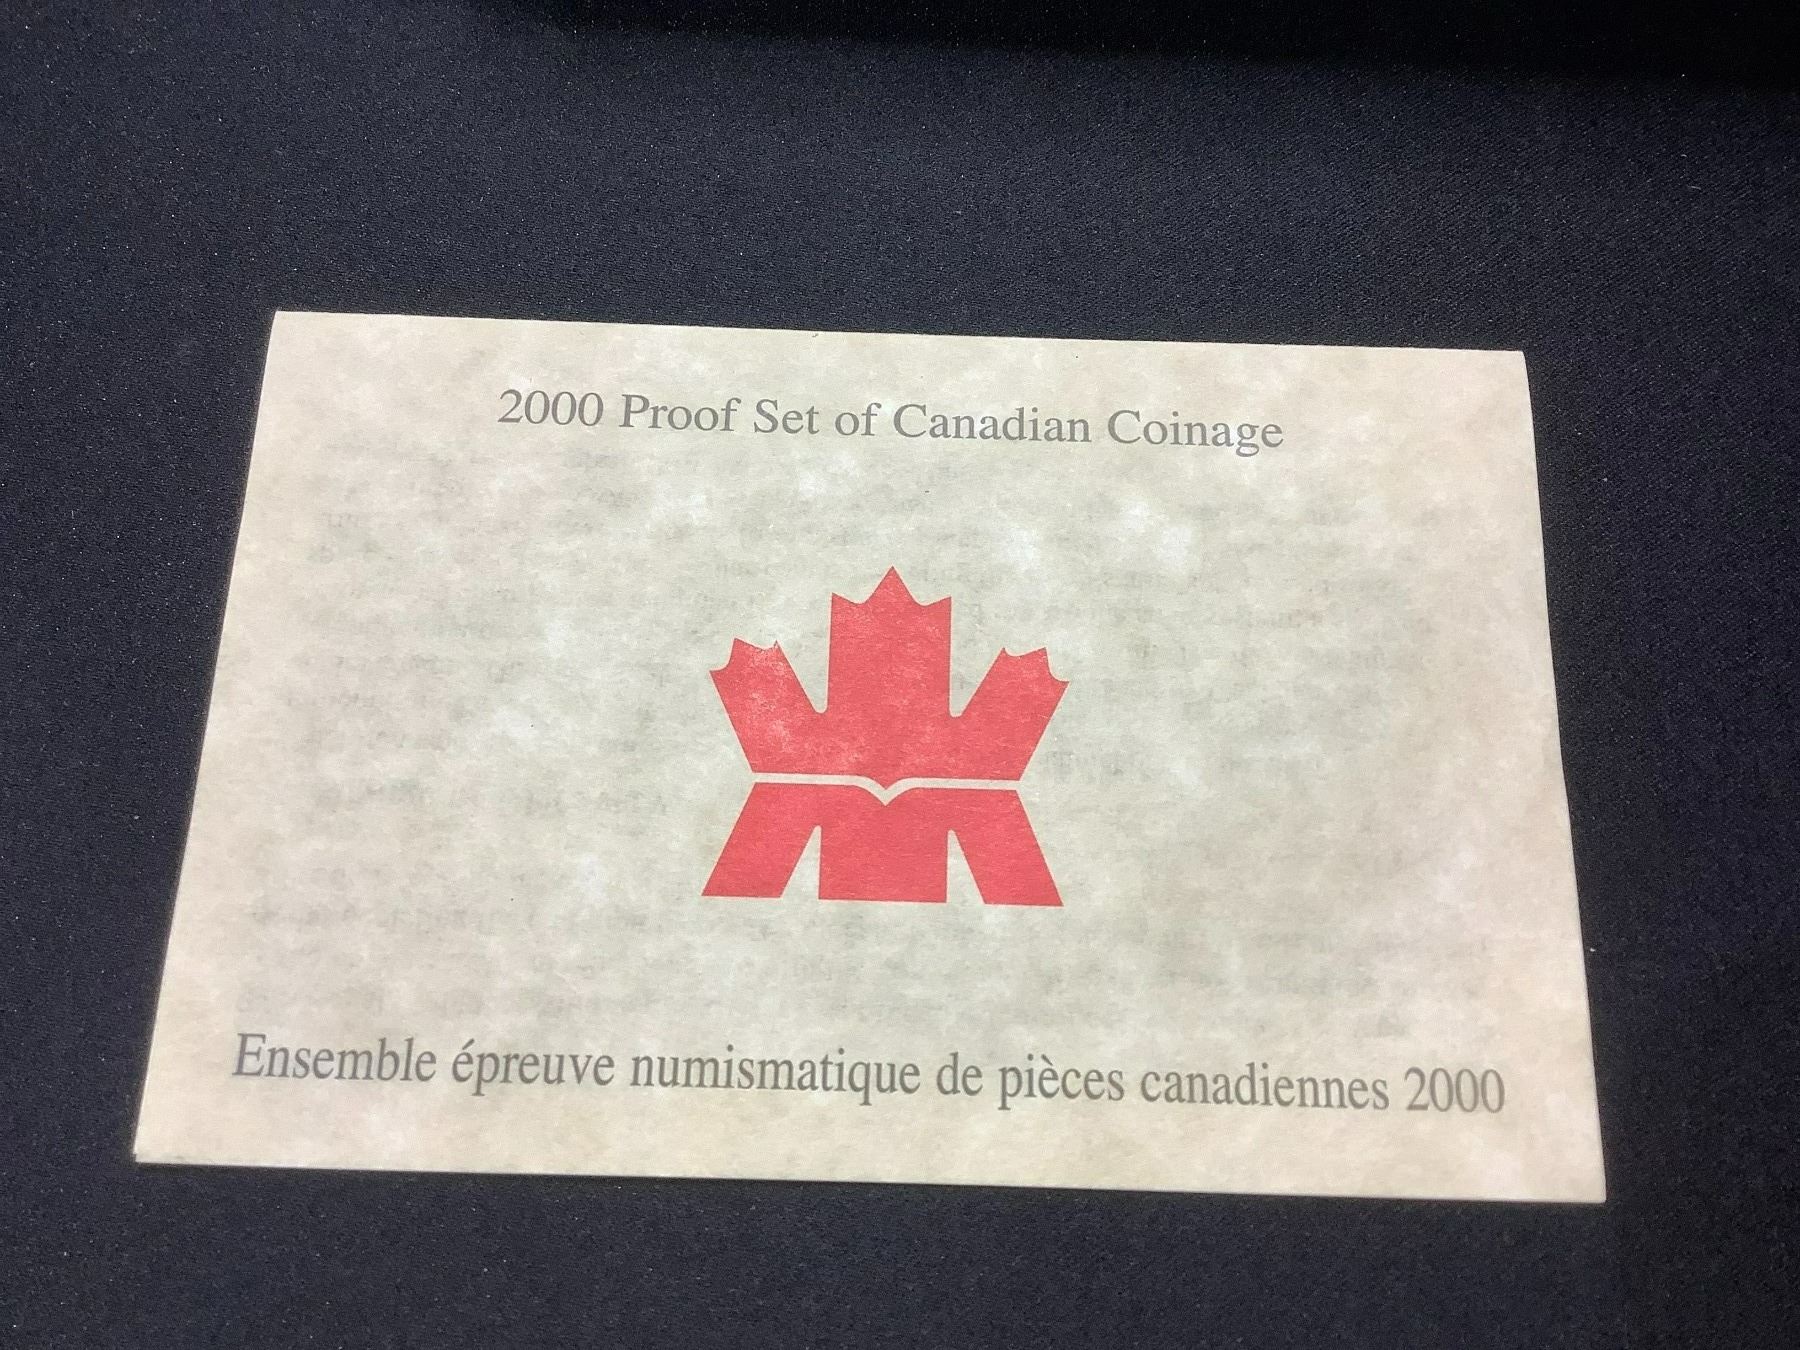 2000 Proof Set of Canadian Coinage
Ensemble épreuve numismatique de pièces canadiennes 2000